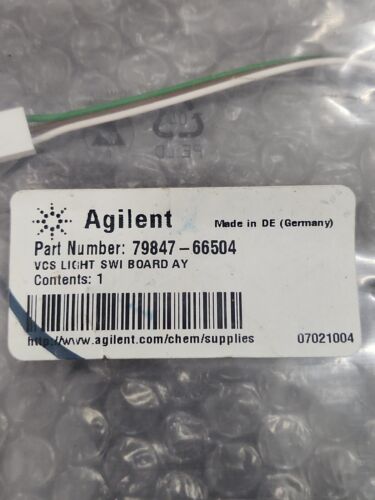 Agilent
Made in DE (Germany)
Part Number: 79847-66504
VCS LIGHT SWI BOARD AY
Contents: 1
http://www.agilent.com/chem/supplies
07021004